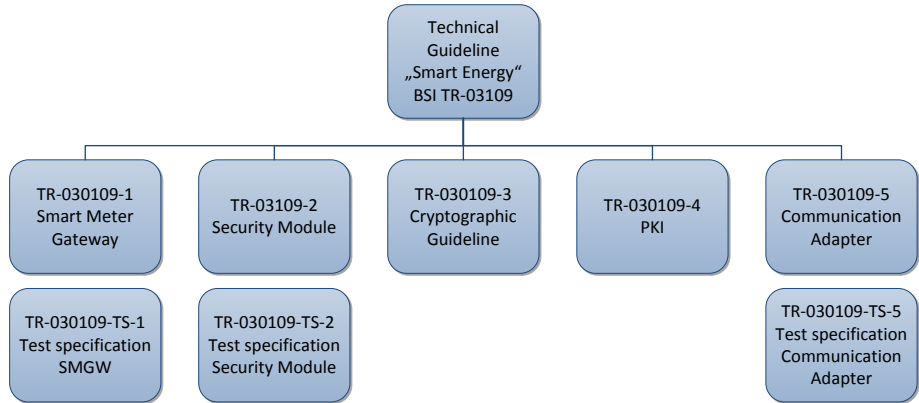 Technical
Guideline
„Smart Energy“
BSI TR-03109
TR-030109-1
Smart Meter
Gateway
TR-03109-2
Security Module
TR-030109-3
Cryptographic
Guideline
TR-030109-4
PKI
TR-030109-5
Communication
Adapter
TR-030109-TS-1
Test specification
SMGW
TR-030109-TS-2
Test specification
Security Module
TR-030109-TS-5
Test specification
Communication
Adapter